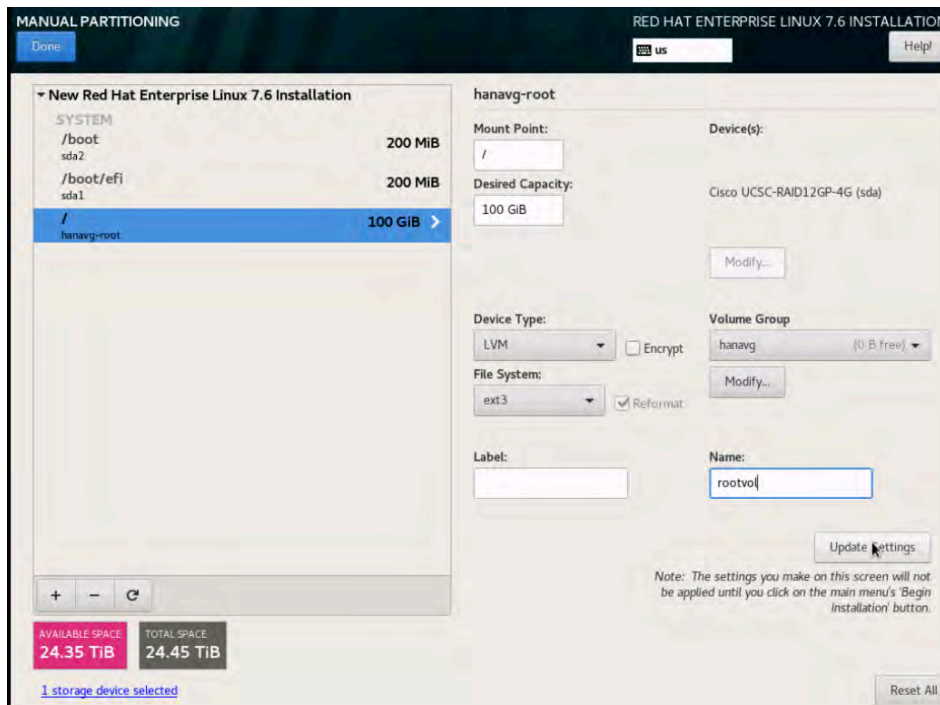 MANUAL PARTITIONING
RED HAT ENTERPRISE LINUX 7.6 INSTALLATION
Done
us
Help!
New Red Hat Enterprise Linux 7.6 Installation
SYSTEM
/boot
200 MiB
sda2
/boot/efi
200 MiB
sda1
/
100 GiB
hanavg-root
+ −
AVAILABLE SPACE
24.35 TiB
TOTAL SPACE
24.45 TiB
1 storage device selected
hanavg-root
Mount Point:
/
Desired Capacity:
100 GiB
Device(s):
Cisco UCSC-RAID12GP-4G (sda)
Modify...
Device Type:
LVM
Encrypt
Volume Group
hanavg (0 B free)
File System:
ext3
Reformat
Modify...
Label:
Name:
rootvol
Update Settings
Note: The settings you make on this screen will not
be applied until you click on the main menu's 'Begin
Installation' button.
Reset All